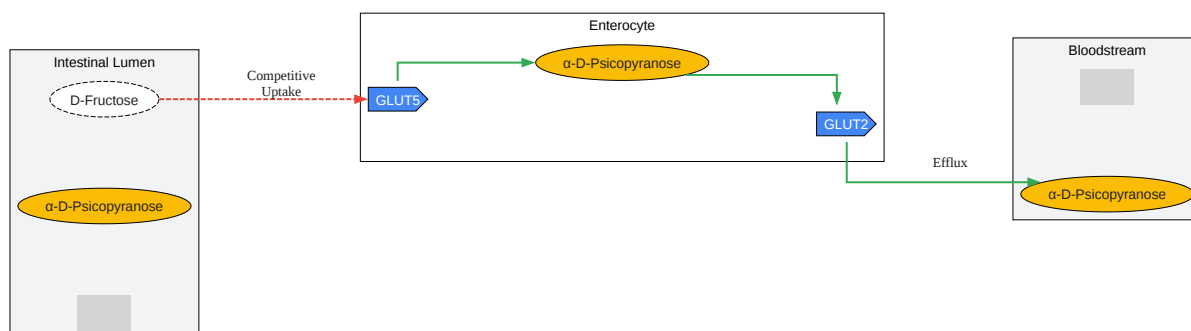 Enterocyte
Intestinal Lumen
Bloodstream
α-D-Psicopyranose
Competitive
Uptake
D-Fructose
GLUT5
GLUT2
Efflux
α-D-Psicopyranose
α-D-Psicopyranose